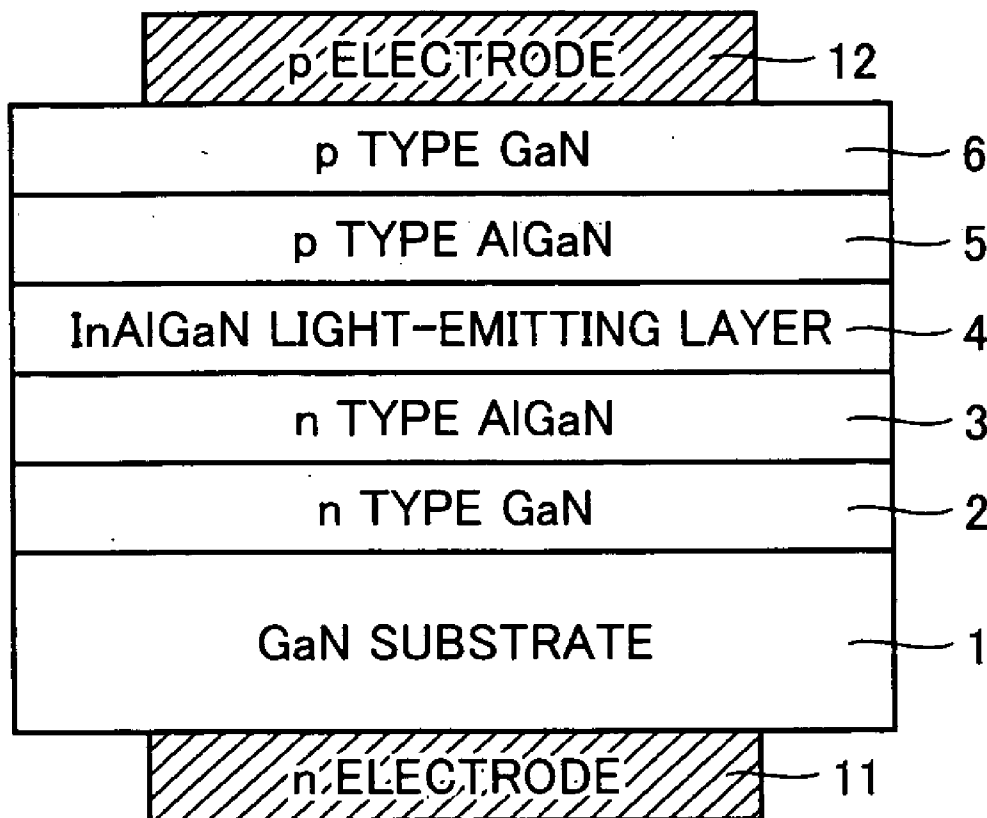 p ELECTRODE 12
p TYPE GaN 6
p TYPE AlGaN 5
InAlGaN LIGHT-EMITTING LAYER 4
n TYPE AlGaN 3
n TYPE GaN 2
GaN SUBSTRATE 1
n ELECTRODE 11